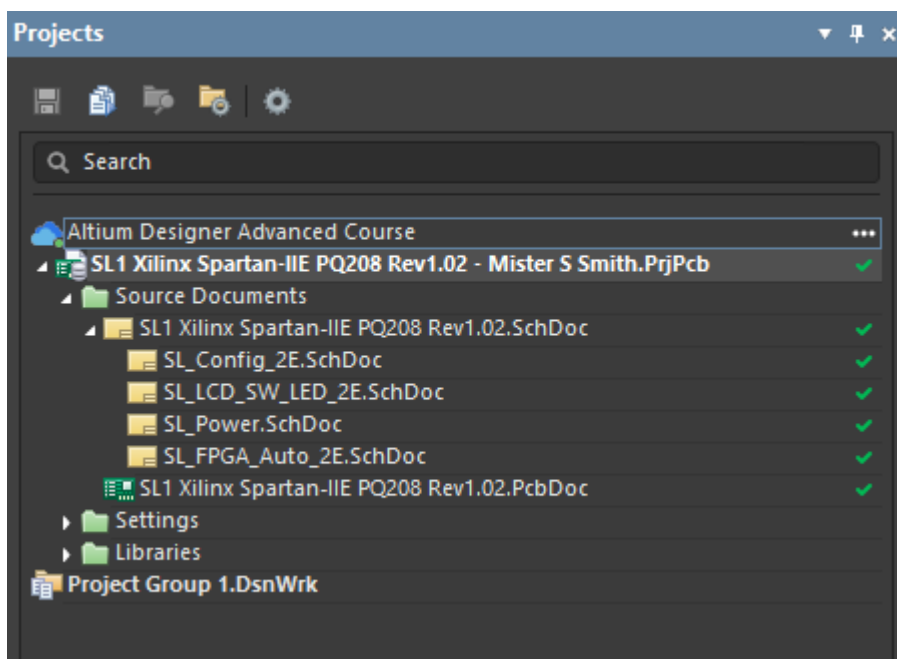 Projects
Search
Altium Designer Advanced Course
SL1 Xilinx Spartan-IIE PQ208 Rev1.02 - Mister S Smith.PrjPcb
Source Documents
SL1 Xilinx Spartan-IIE PQ208 Rev1.02.SchDoc
SL_Config_2E.SchDoc
SL_LCD_SW_LED_2E.SchDoc
SL_Power.SchDoc
SL_FPGA_Auto_2E.SchDoc
SL1 Xilinx Spartan-IIE PQ208 Rev1.02.PcbDoc
Settings
Libraries
Project Group 1.DsnWrk